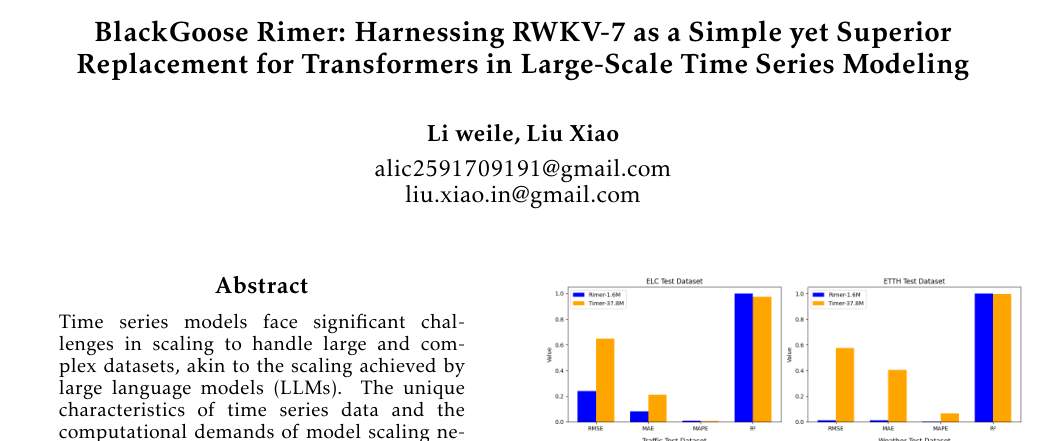 BlackGoose Rimer: Harnessing RWKV-7 as a Simple yet Superior
Replacement for Transformers in Large-Scale Time Series Modeling
Li weile, Liu Xiao
alic2591709191@gmail.com
liu.xiao.in@gmail.com
Abstract
Time series models face significant chal-
lenges in scaling to handle large and com-
plex datasets, akin to the scaling achieved by
large language models (LLMs). The unique
characteristics of time series data and the
computational demands of model scaling ne-
ELC Test Dataset
Rimer-1.6M
Timer-37.8M
Value
1.0
0.8
0.6
0.4
0.2
0.0
RMSE MAE MAPE R²
Traffic Test Dataset
ETTH Test Dataset
Rimer-1.6M
Timer-37.8M
Value
1.0
0.8
0.6
0.4
0.2
0.0
RMSE MAE MAPE R²
Weather Test Dataset